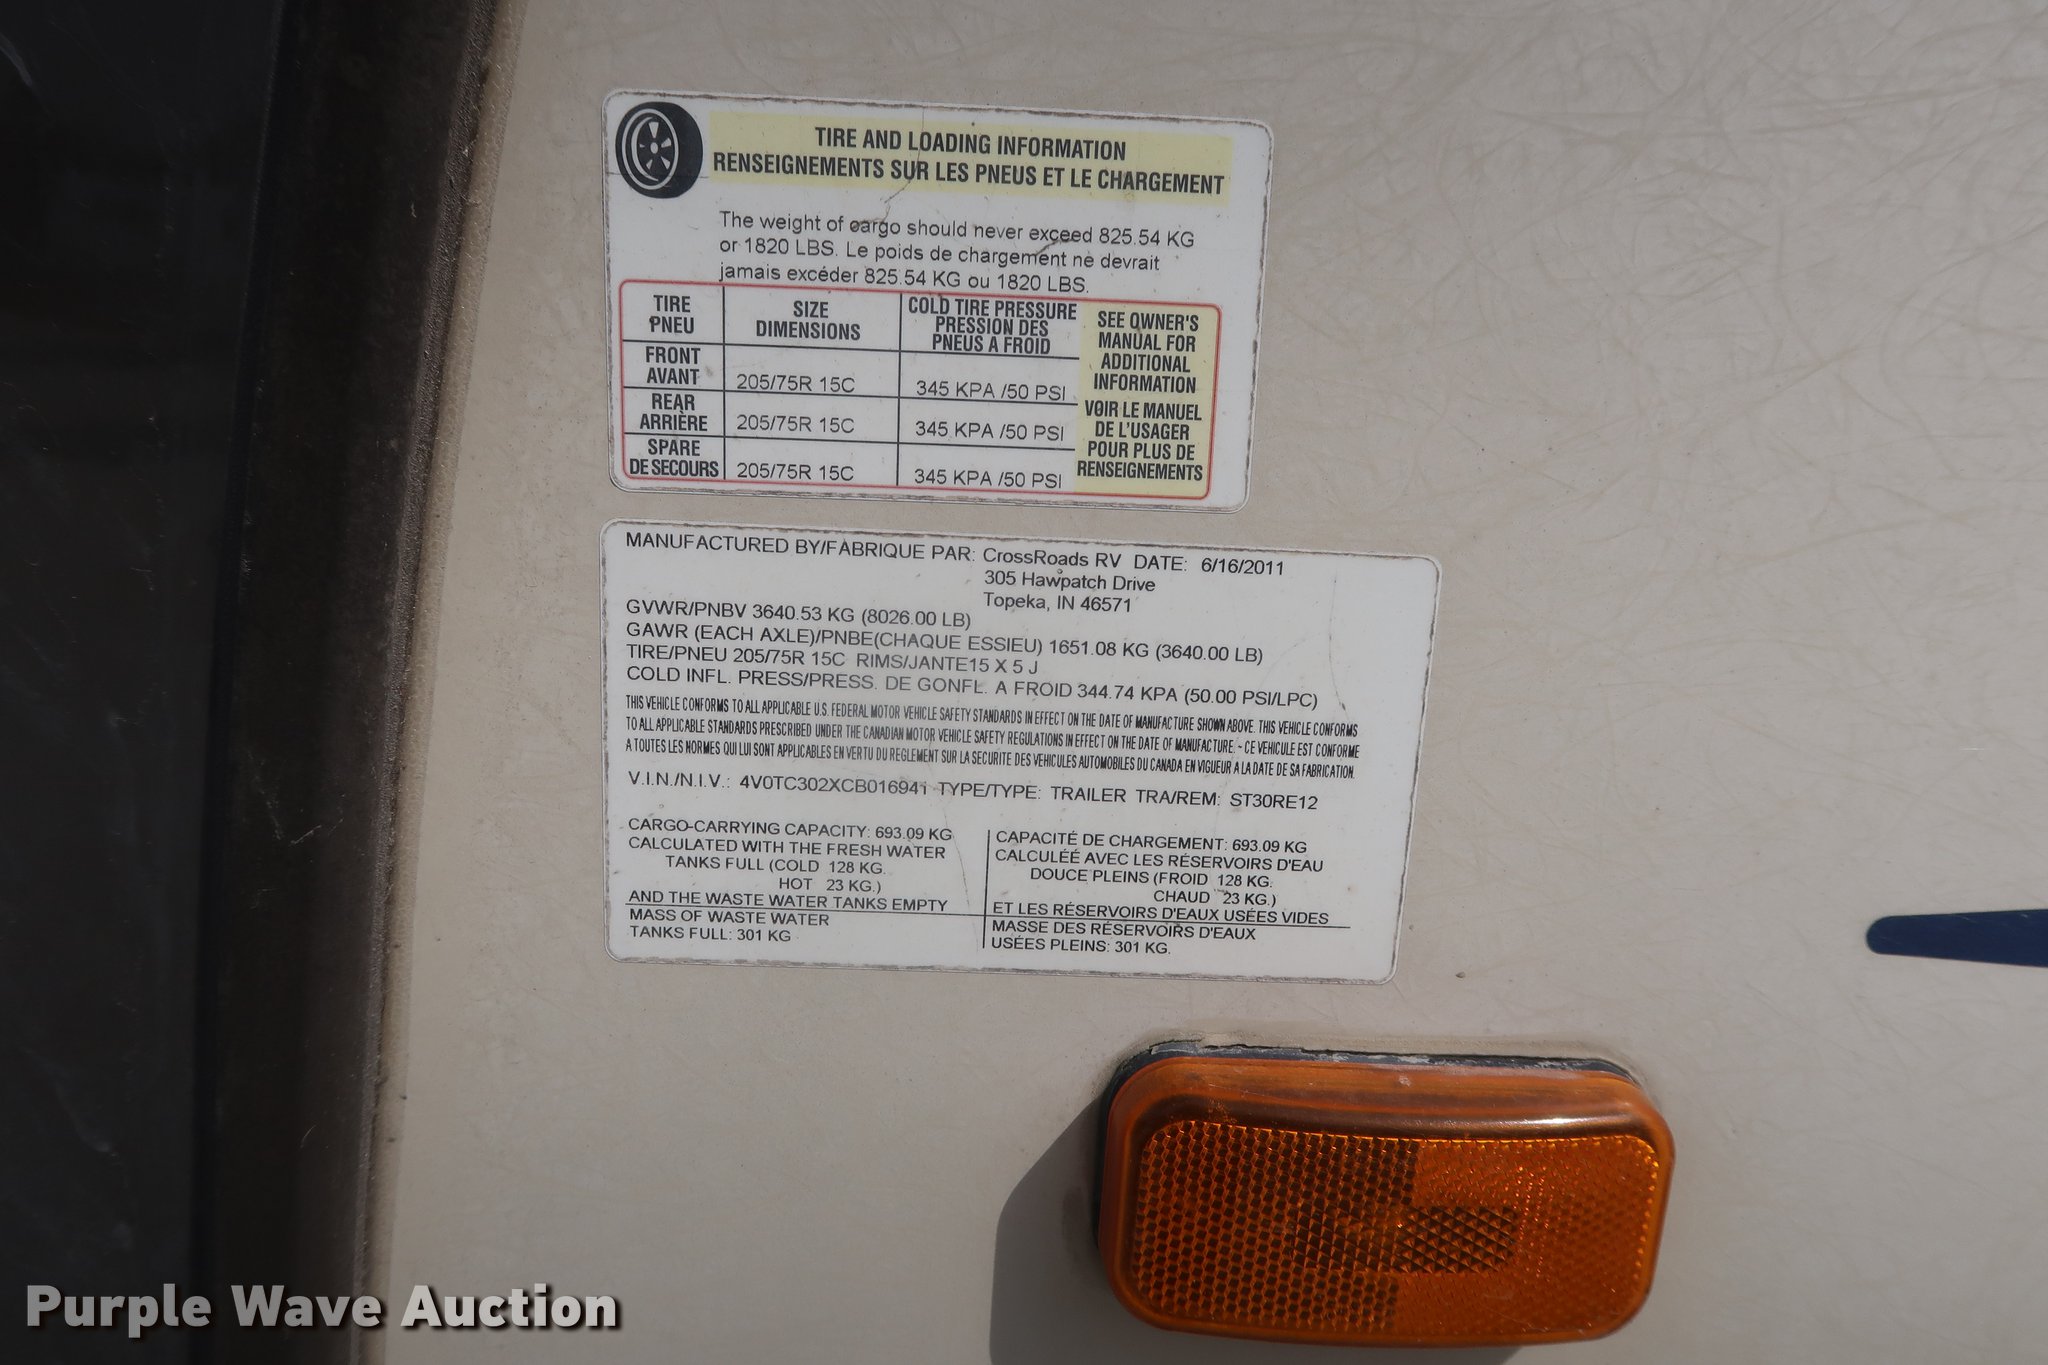 TIRE AND LOADING INFORMATION
RENSEIGNEMENTS SUR LES PNEUS ET LE CHARGEMENT
The weight of cargo should never exceed 825.54 KG
or 1820 LBS. Le poids de chargement ne devrait
jamais excéder 825.54 KG ou 1820 LBS.
TIRE
PNEU
SIZE
DIMENSIONS
COLD TIRE PRESSURE
PRESSION DES
PNEUS A FROID
FRONT
AVANT
205/75R 15C
345 KPA /50 PSI
REAR
ARRIÈRE
205/75R 15C
345 KPA /50 PSI
SPARE
DE SECOURS
205/75R 15C
345 KPA /50 PSI
SEE OWNER'S
MANUAL FOR
ADDITIONAL
INFORMATION
VOIR LE MANUEL
DE L'USAGER
POUR PLUS DE
RENSEIGNEMENTS
MANUFACTURED BY/FABRIQUE PAR: CrossRoads RV DATE: 6/16/2011
305 Hawpatch Drive
Topeka, IN 46571
GVWR/PNBV 3640.53 KG (8026.00 LB)
GAWR (EACH AXLE)/PNBE(CHAQUE ESSIEU) 1651.08 KG (3640.00 LB)
TIRE/PNEU 205/75R 15C RIMS/JANTE15 X 5 J
COLD INFL. PRESS/PRESS. DE GONFL. A FROID 344.74 KPA (50.00 PSI/LPC)
THIS VEHICLE CONFORMS TO ALL APPLICABLE U.S. FEDERAL MOTOR VEHICLE SAFETY STANDARDS IN EFFECT ON THE DATE OF MANUFACTURE SHOWN ABOVE. THIS VEHICLE CONFORMS
TO ALL APPLICABLE STANDARDS PRESCRIBED UNDER THE CANADIAN MOTOR VEHICLE SAFETY REGULATIONS IN EFFECT ON THE DATE OF MANUFACTURE. - CE VEHICULE EST CONFORME
A TOUTES LES NORMES QUI LUI SONT APPLICABLES EN VERTU DU REGLEMENT SUR LA SECURITE DES VEHICULES AUTOMOBILES DU CANADA EN VIGUEUR A LA DATE DE SA FABRICATION.
V.I.N./N.I.V.: 4V0TC302XCB016941 TYPE/TYPE: TRAILER TRA/REM: ST30RE12
CARGO-CARRYING CAPACITY: 693.09 KG
CALCULATED WITH THE FRESH WATER
TANKS FULL (COLD 128 KG.
HOT 23 KG.)
AND THE WASTE WATER TANKS EMPTY
MASS OF WASTE WATER
TANKS FULL: 301 KG
CAPACITÉ DE CHARGEMENT: 693.09 KG
CALCULÉE AVEC LES RÉSERVOIRS D'EAU
DOUCE PLEINS (FROID 128 KG.
CHAUD 23 KG.)
ET LES RÉSERVOIRS D'EAUX USÉES VIDES
MASSE DES RÉSERVOIRS D'EAUX
USÉES PLEINS: 301 KG.
Purple Wave Auction